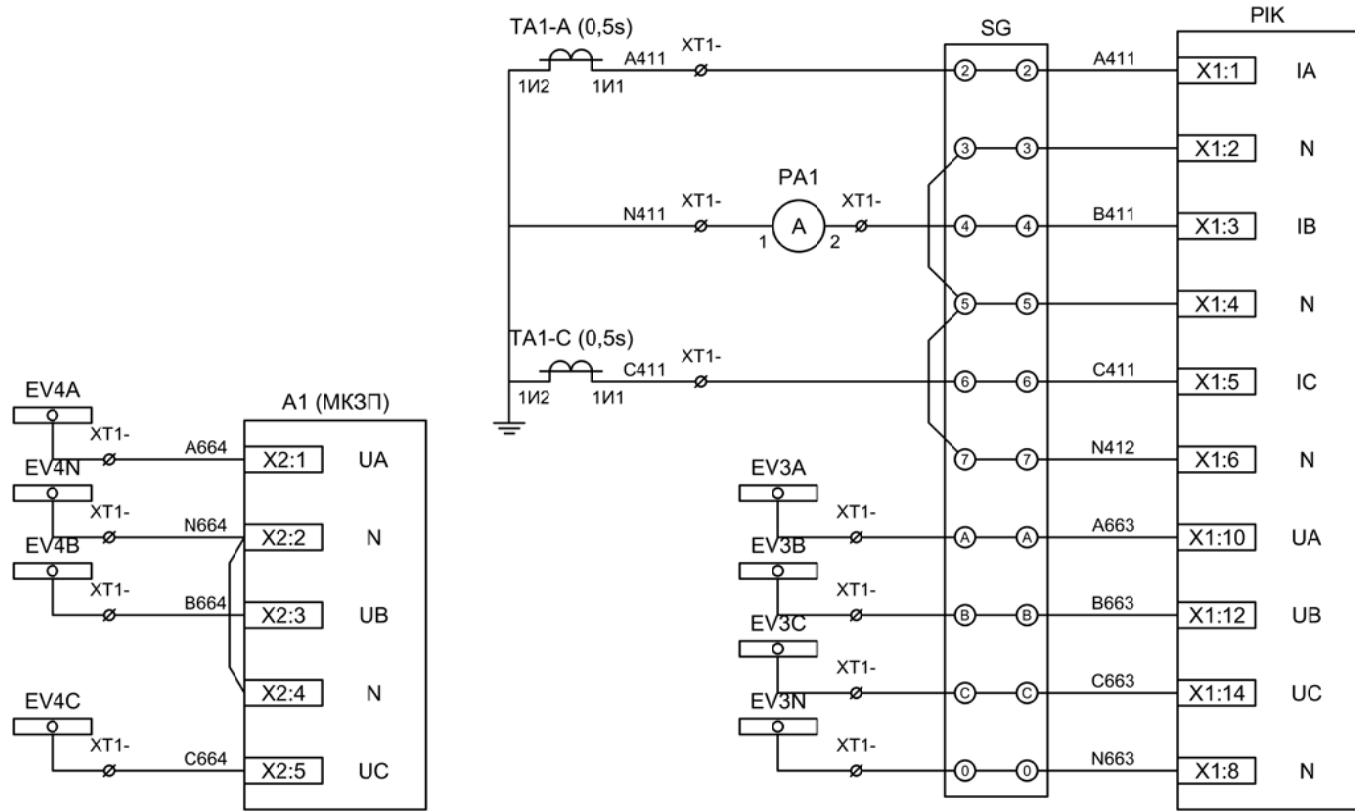 PIK
TA1-A (0,5s)
SG
A411
XT1-
2
2
A411
X1:1
IA
1И2
1И1
3
3
X1:2
N
PA1
N411
XT1-
XT1-
B411
1
A
2
4
4
X1:3
IB
5
5
X1:4
N
TA1-C (0,5s)
C411
XT1-
6
6
C411
X1:5
IC
1И2
1И1
7
7
N412
X1:6
N
EV3A
XT1-
A
A
A663
X1:10
UA
EV3B
XT1-
B
B
B663
X1:12
UB
EV3C
XT1-
C
C
C663
X1:14
UC
EV3N
XT1-
0
0
N663
X1:8
N
A1 (МКЗП)
EV4A
XT1-
A664
X2:1
UA
EV4N
XT1-
N664
X2:2
N
EV4B
XT1-
B664
X2:3
UB
X2:4
N
EV4C
XT1-
C664
X2:5
UC